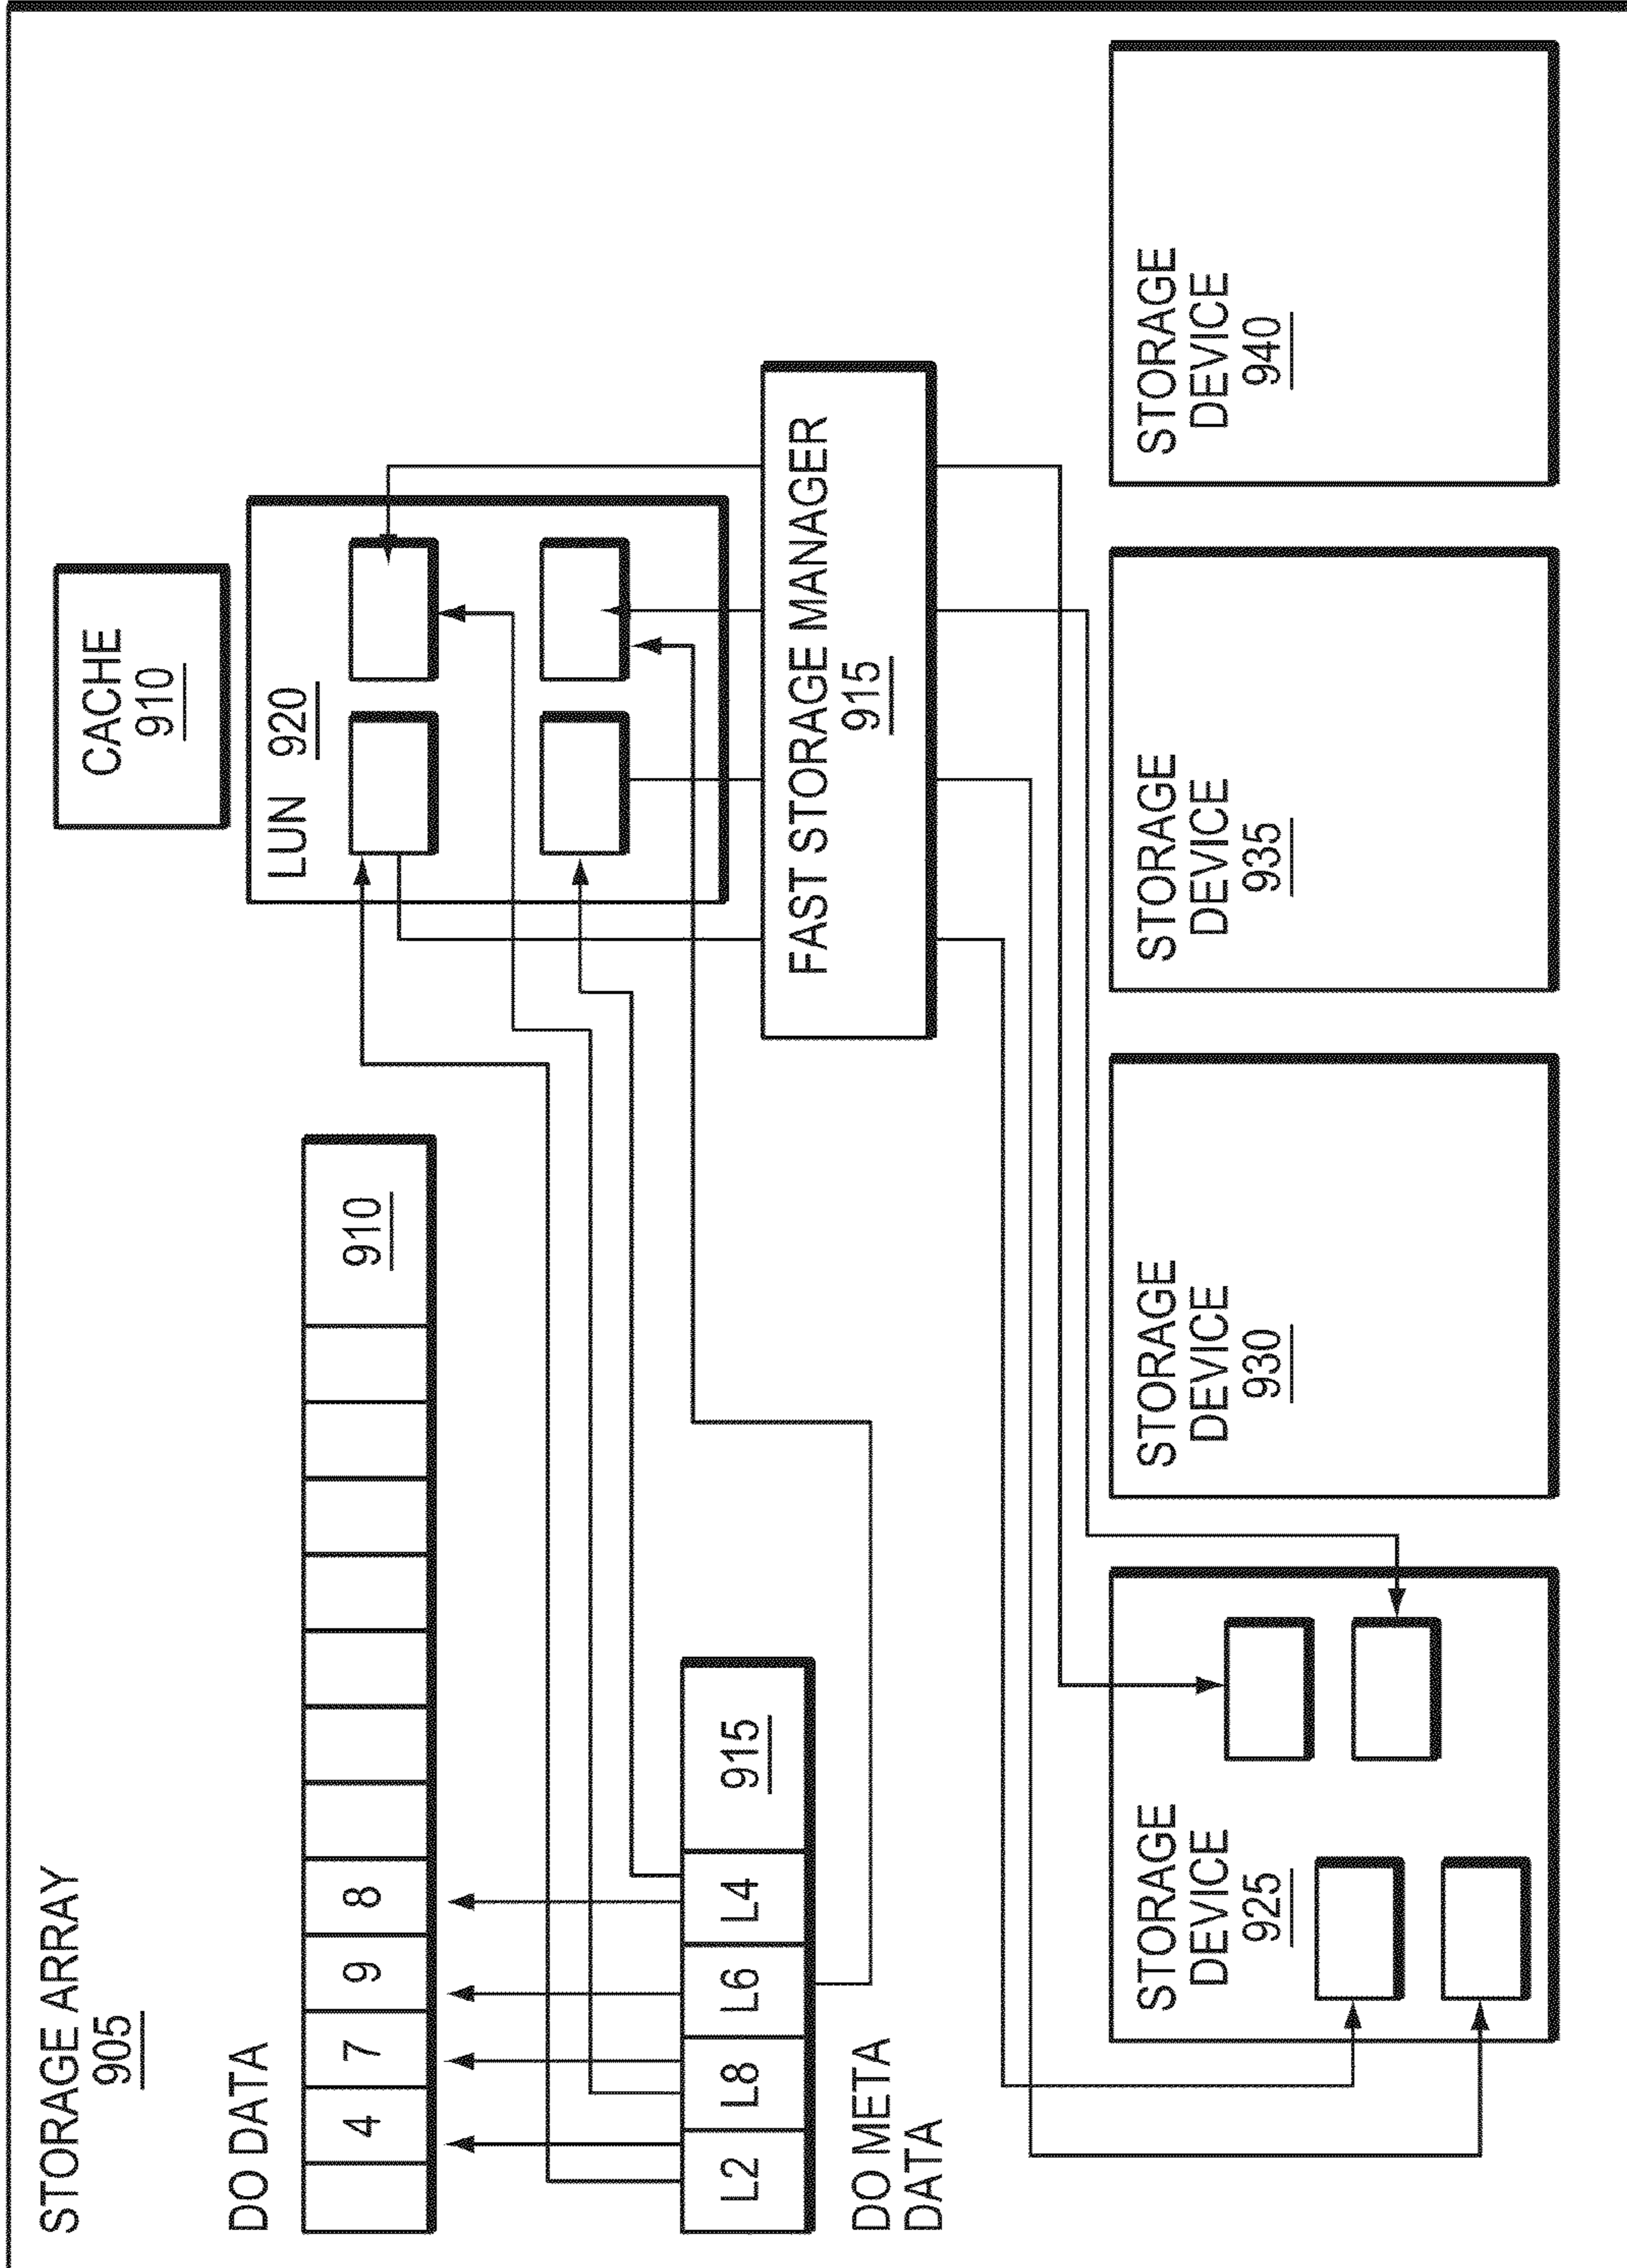 STORAGE ARRAY
905
CACHE
910
DO DATA
4
7
9
8
910
LUN 920
L2
L8
L6
L4
915
DO META
DATA
FAST STORAGE MANAGER
915
STORAGE
DEVICE
925
STORAGE
DEVICE
930
STORAGE
DEVICE
935
STORAGE
DEVICE
940